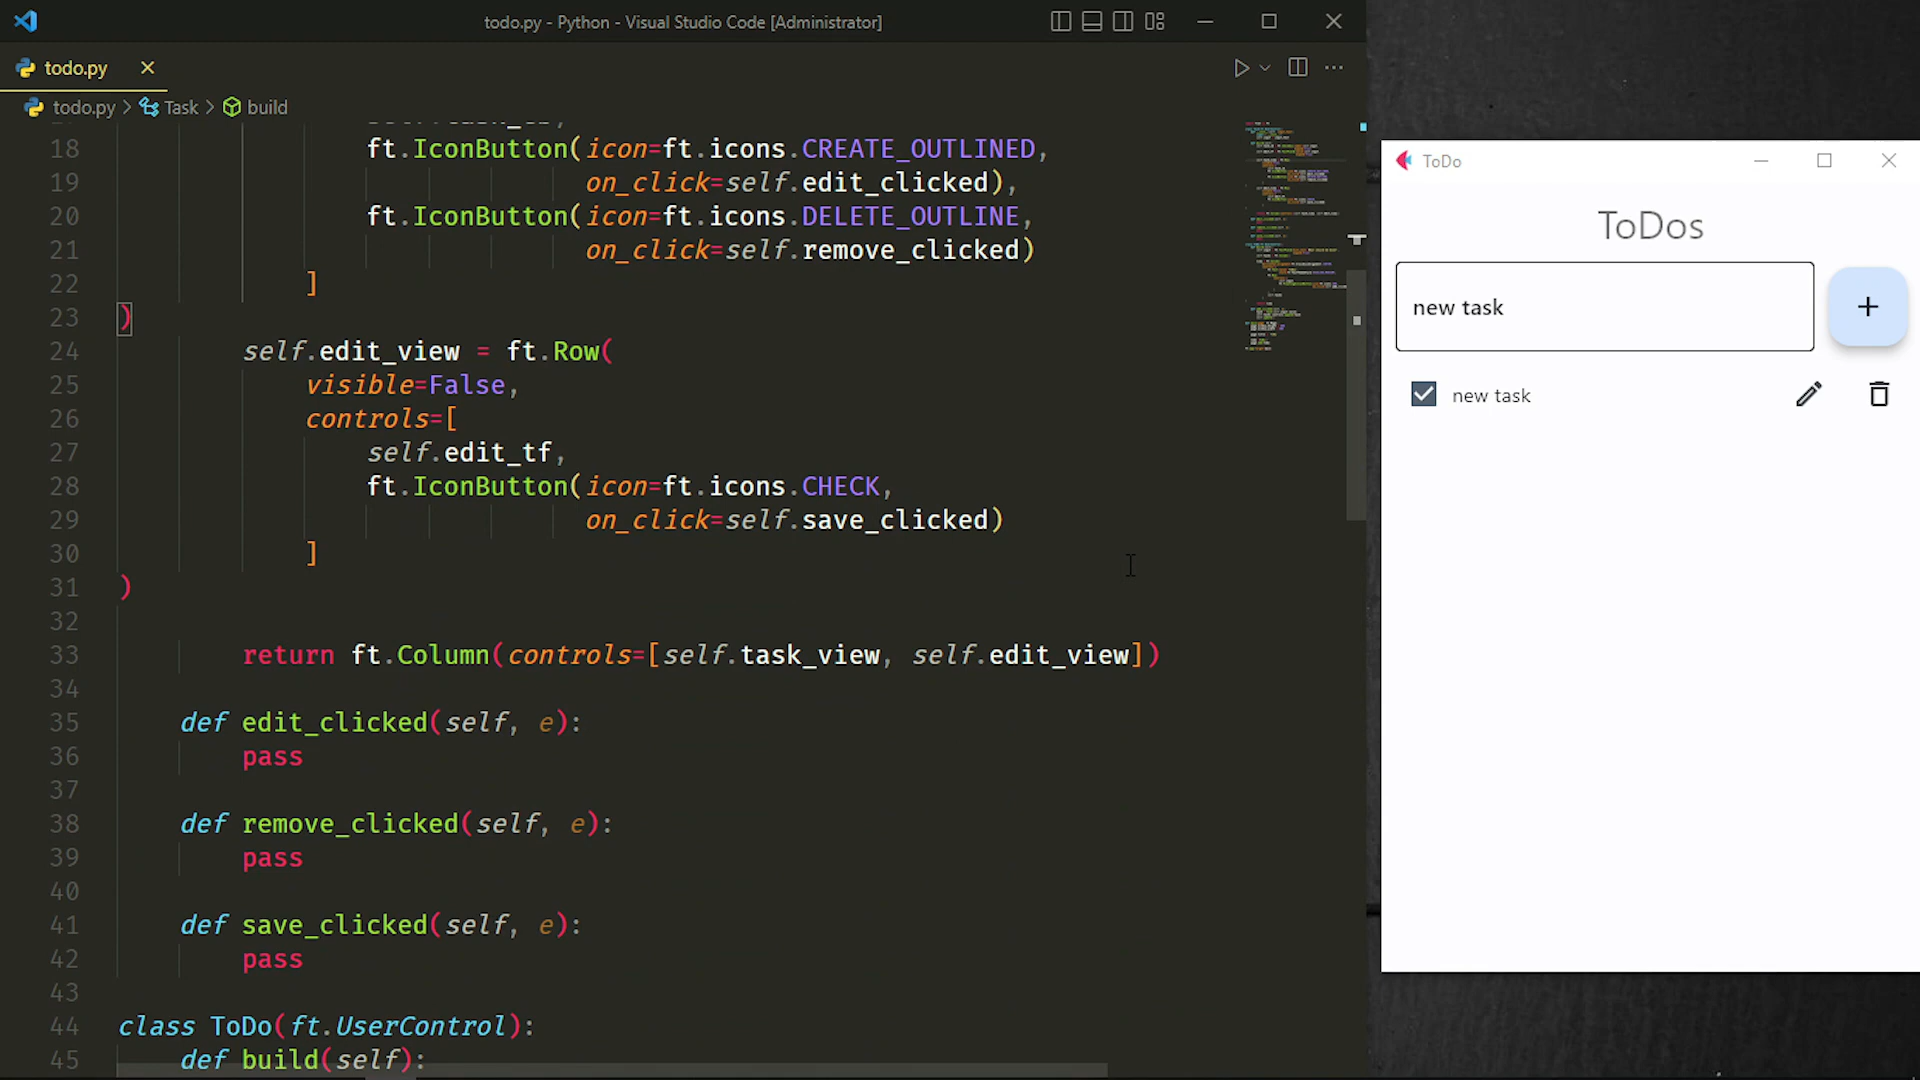 todo.py - Python - Visual Studio Code [Administrator]
todo.py
todo.py > Task > build
18 ft.IconButton(icon=ft.icons.CREATE_OUTLINED,
19 on_click=self.edit_clicked),
20 ft.IconButton(icon=ft.icons.DELETE_OUTLINE,
21 on_click=self.remove_clicked)
22 ]
23 )
24 self.edit_view = ft.Row(
25 visible=False,
26 controls=[
27 self.edit_tf,
28 ft.IconButton(icon=ft.icons.CHECK,
29 on_click=self.save_clicked)
30 ]
31 )
32
33 return ft.Column(controls=[self.task_view, self.edit_view])
34
35 def edit_clicked(self, e):
36 pass
37
38 def remove_clicked(self, e):
39 pass
40
41 def save_clicked(self, e):
42 pass
43
44 class ToDo(ft.UserControl):
45 def build(self):
ToDo
ToDos
new task
+
new task